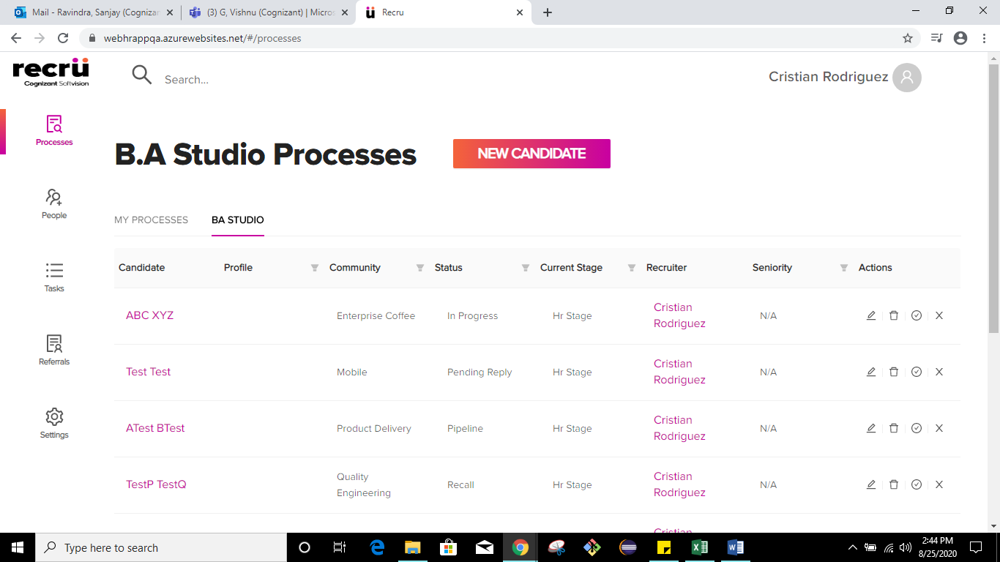 Mail - Ravindra, Sanjay (Cognizan
(3) G, Vishnu (Cognizant) | Micros
Recru
webhrappqa.azurewebsites.net/#/processes
recrü
Cognizant Softvision
Search...
Cristian Rodriguez
Processes
People
Tasks
Referrals
Settings
B.A Studio Processes
NEW CANDIDATE
MY PROCESSES BA STUDIO
Candidate Profile Community Status Current Stage Recruiter Seniority Actions
ABC XYZ Enterprise Coffee In Progress Hr Stage Cristian Rodriguez N/A X
Test Test Mobile Pending Reply Hr Stage Cristian Rodriguez N/A X
ATest BTest Product Delivery Pipeline Hr Stage Cristian Rodriguez N/A X
TestP TestQ Quality Engineering Recall Hr Stage Cristian Rodriguez N/A X
Cristian
Type here to search
2:44 PM
8/25/2020